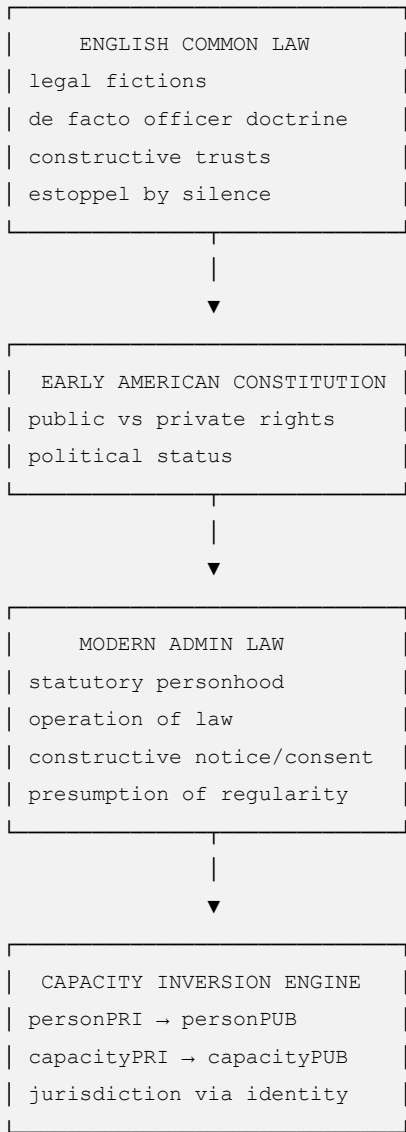 ENGLISH COMMON LAW
legal fictions
de facto officer doctrine
constructive trusts
estoppel by silence
EARLY AMERICAN CONSTITUTION
public vs private rights
political status
MODERN ADMIN LAW
statutory personhood
operation of law
constructive notice/consent
presumption of regularity
CAPACITY INVERSION ENGINE
personPRI → personPUB
capacityPRI → capacityPUB
jurisdiction via identity